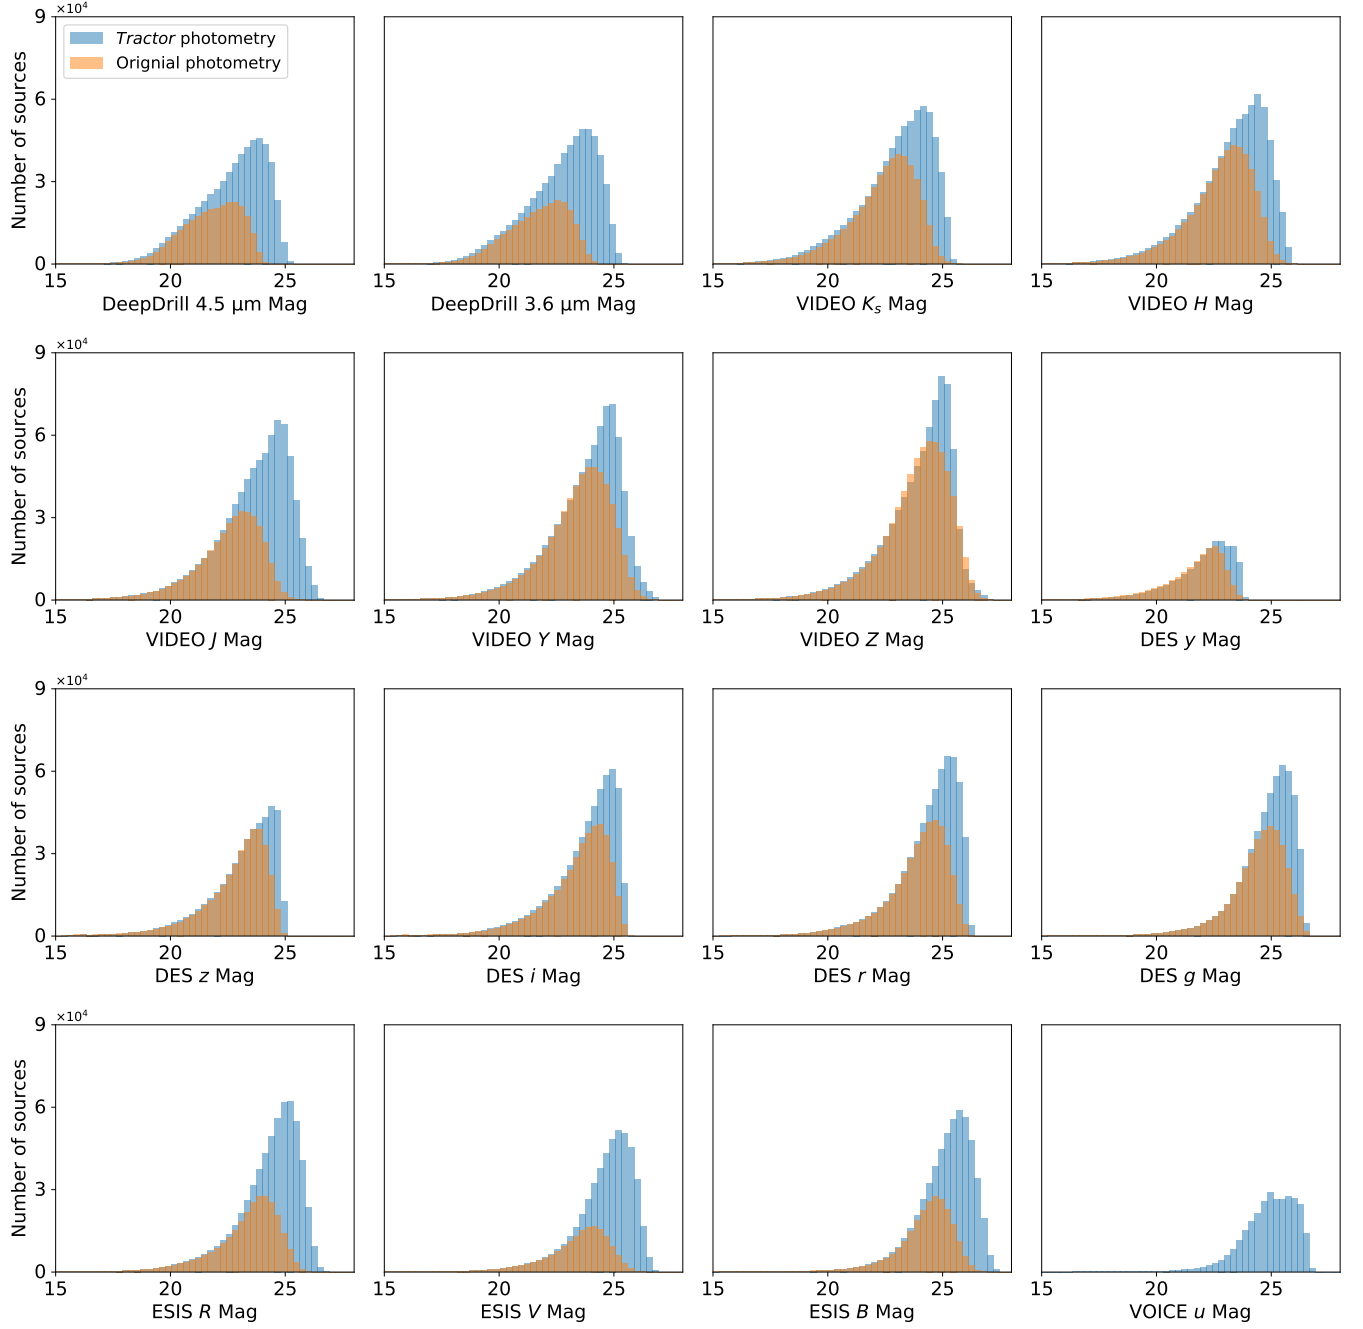 ×10⁴
9
6
3
0
Number of sources
Tractor photometry
Orignial photometry
15 20 25
15 20 25
15 20 25
15 20 25
DeepDrill 4.5 μm Mag
DeepDrill 3.6 μm Mag
VIDEO Kₛ Mag
VIDEO H Mag
×10⁴
9
6
3
0
Number of sources
15 20 25
15 20 25
15 20 25
15 20 25
VIDEO J Mag
VIDEO Y Mag
VIDEO Z Mag
DES y Mag
×10⁴
9
6
3
0
Number of sources
15 20 25
15 20 25
15 20 25
15 20 25
DES z Mag
DES i Mag
DES r Mag
DES g Mag
×10⁴
9
6
3
0
Number of sources
15 20 25
15 20 25
15 20 25
15 20 25
ESIS R Mag
ESIS V Mag
ESIS B Mag
VOICE u Mag